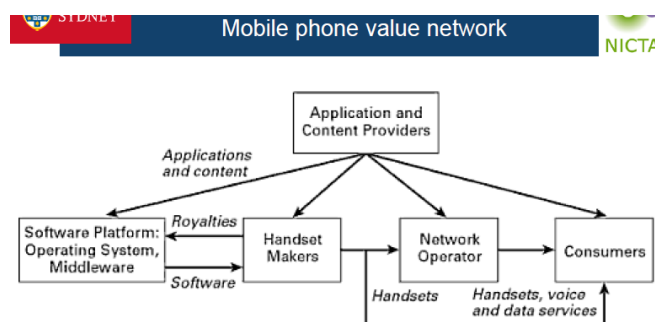 SYDNEY
Mobile phone value network
NICTA
Application and
Content Providers
Applications
and content
Software Platform:
Operating System,
Middleware
Royalties
Software
Handset
Makers
Network
Operator
Consumers
Handsets
Handsets, voice
and data services